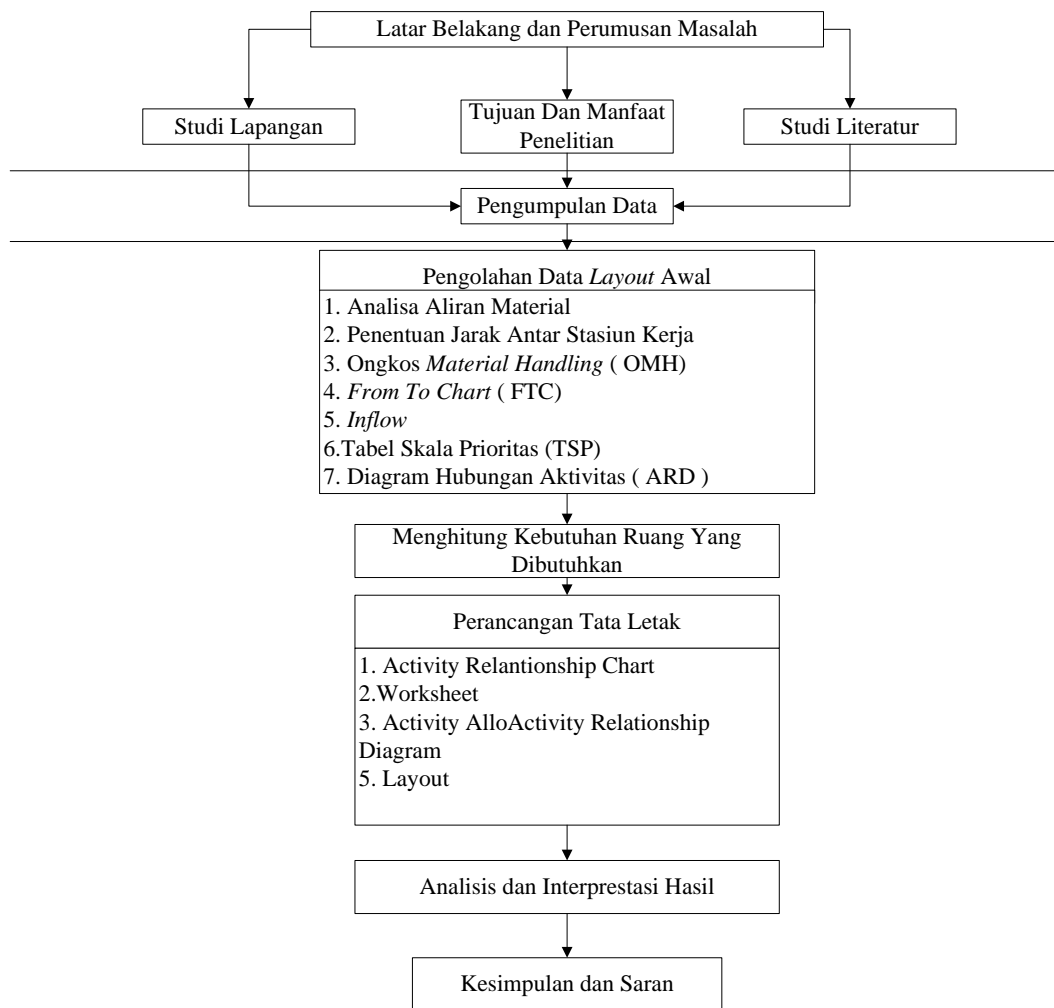 Latar Belakang dan Perumusan Masalah
Studi Lapangan
Tujuan Dan Manfaat
Penelitian
Studi Literatur
Pengumpulan Data
Pengolahan Data Layout Awal
1. Analisa Aliran Material
2. Penentuan Jarak Antar Stasiun Kerja
3. Ongkos Material Handling ( OMH)
4. From To Chart ( FTC)
5. Inflow
6.Tabel Skala Prioritas (TSP)
7. Diagram Hubungan Aktivitas ( ARD )
Menghitung Kebutuhan Ruang Yang
Dibutuhkan
Perancangan Tata Letak
1. Activity Relantionship Chart
2.Worksheet
3. Activity AlloActivity Relationship
Diagram
5. Layout
Analisis dan Interprestasi Hasil
Kesimpulan dan Saran